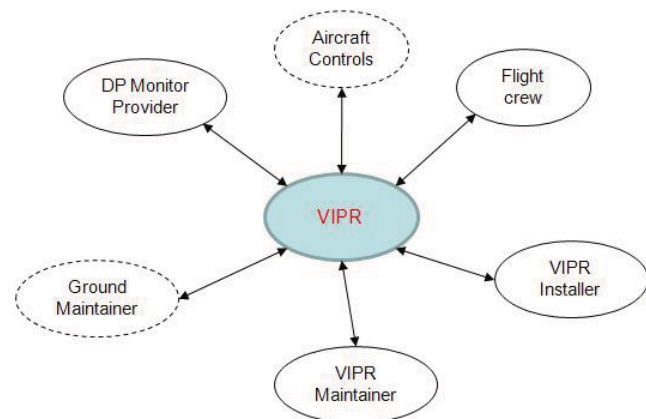 Aircraft
Controls
DP Monitor
Provider
Flight
crew
VIPR
Ground
Maintainer
VIPR
Installer
VIPR
Maintainer